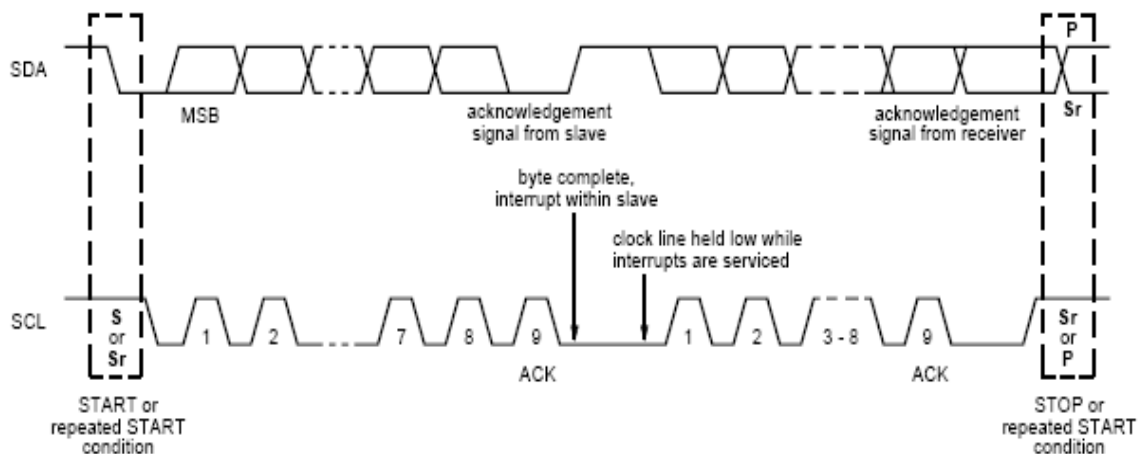 P
SDA
MSB
acknowledgement
signal from slave
acknowledgement
signal from receiver
Sr
byte complete,
interrupt within slave
clock line held low while
interrupts are serviced
SCL
S
or
Sr
1
2
7
8
9
1
2
3 - 8
9
Sr
or
P
ACK
ACK
START or
repeated START
condition
STOP or
repeated START
condition